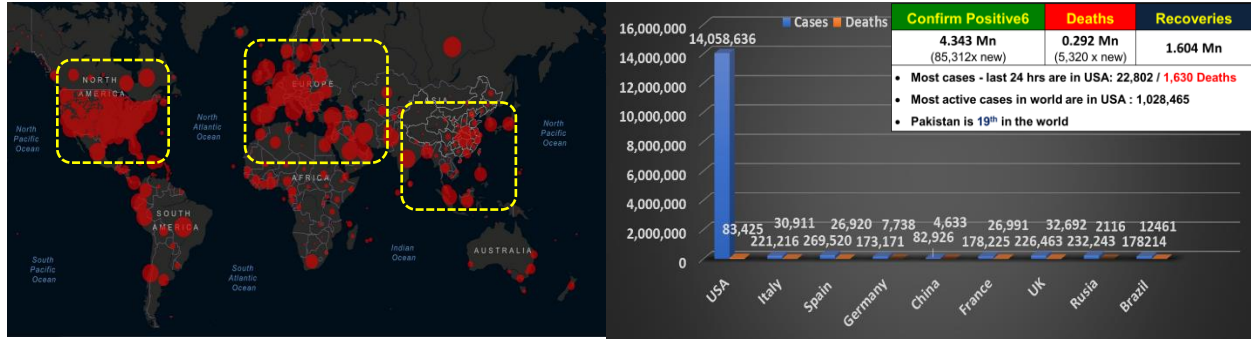 NORTH
AMERICA
EUROPE
ASIA
North
Pacific
Ocean
North
Atlantic
Ocean
North
Pacific
Ocean
AFRICA
SOUTH
AMERICA
Indian
Ocean
AUSTRALIA
South
Pacific
Ocean
South
Atlantic
Ocean
Cases Deaths
16,000,000
14,000,000
12,000,000
10,000,000
8,000,000
6,000,000
4,000,000
2,000,000
0
14,058,636
83,425
30,911
221,216
26,920
269,520
7,738
173,171
4,633
82,926
26,991
178,225
32,692
226,463
2116
232,243
12461
178214
USA
Italy
Spain
Germany
China
France
UK
Rusia
Brazil
Confirm Positive6 Deaths Recoveries
4.343 Mn 0.292 Mn 1.604 Mn
(85,312x new) (5,320 x new)
• Most cases - last 24 hrs are in USA: 22,802 / 1,630 Deaths
• Most active cases in world are in USA : 1,028,465
• Pakistan is 19th in the world